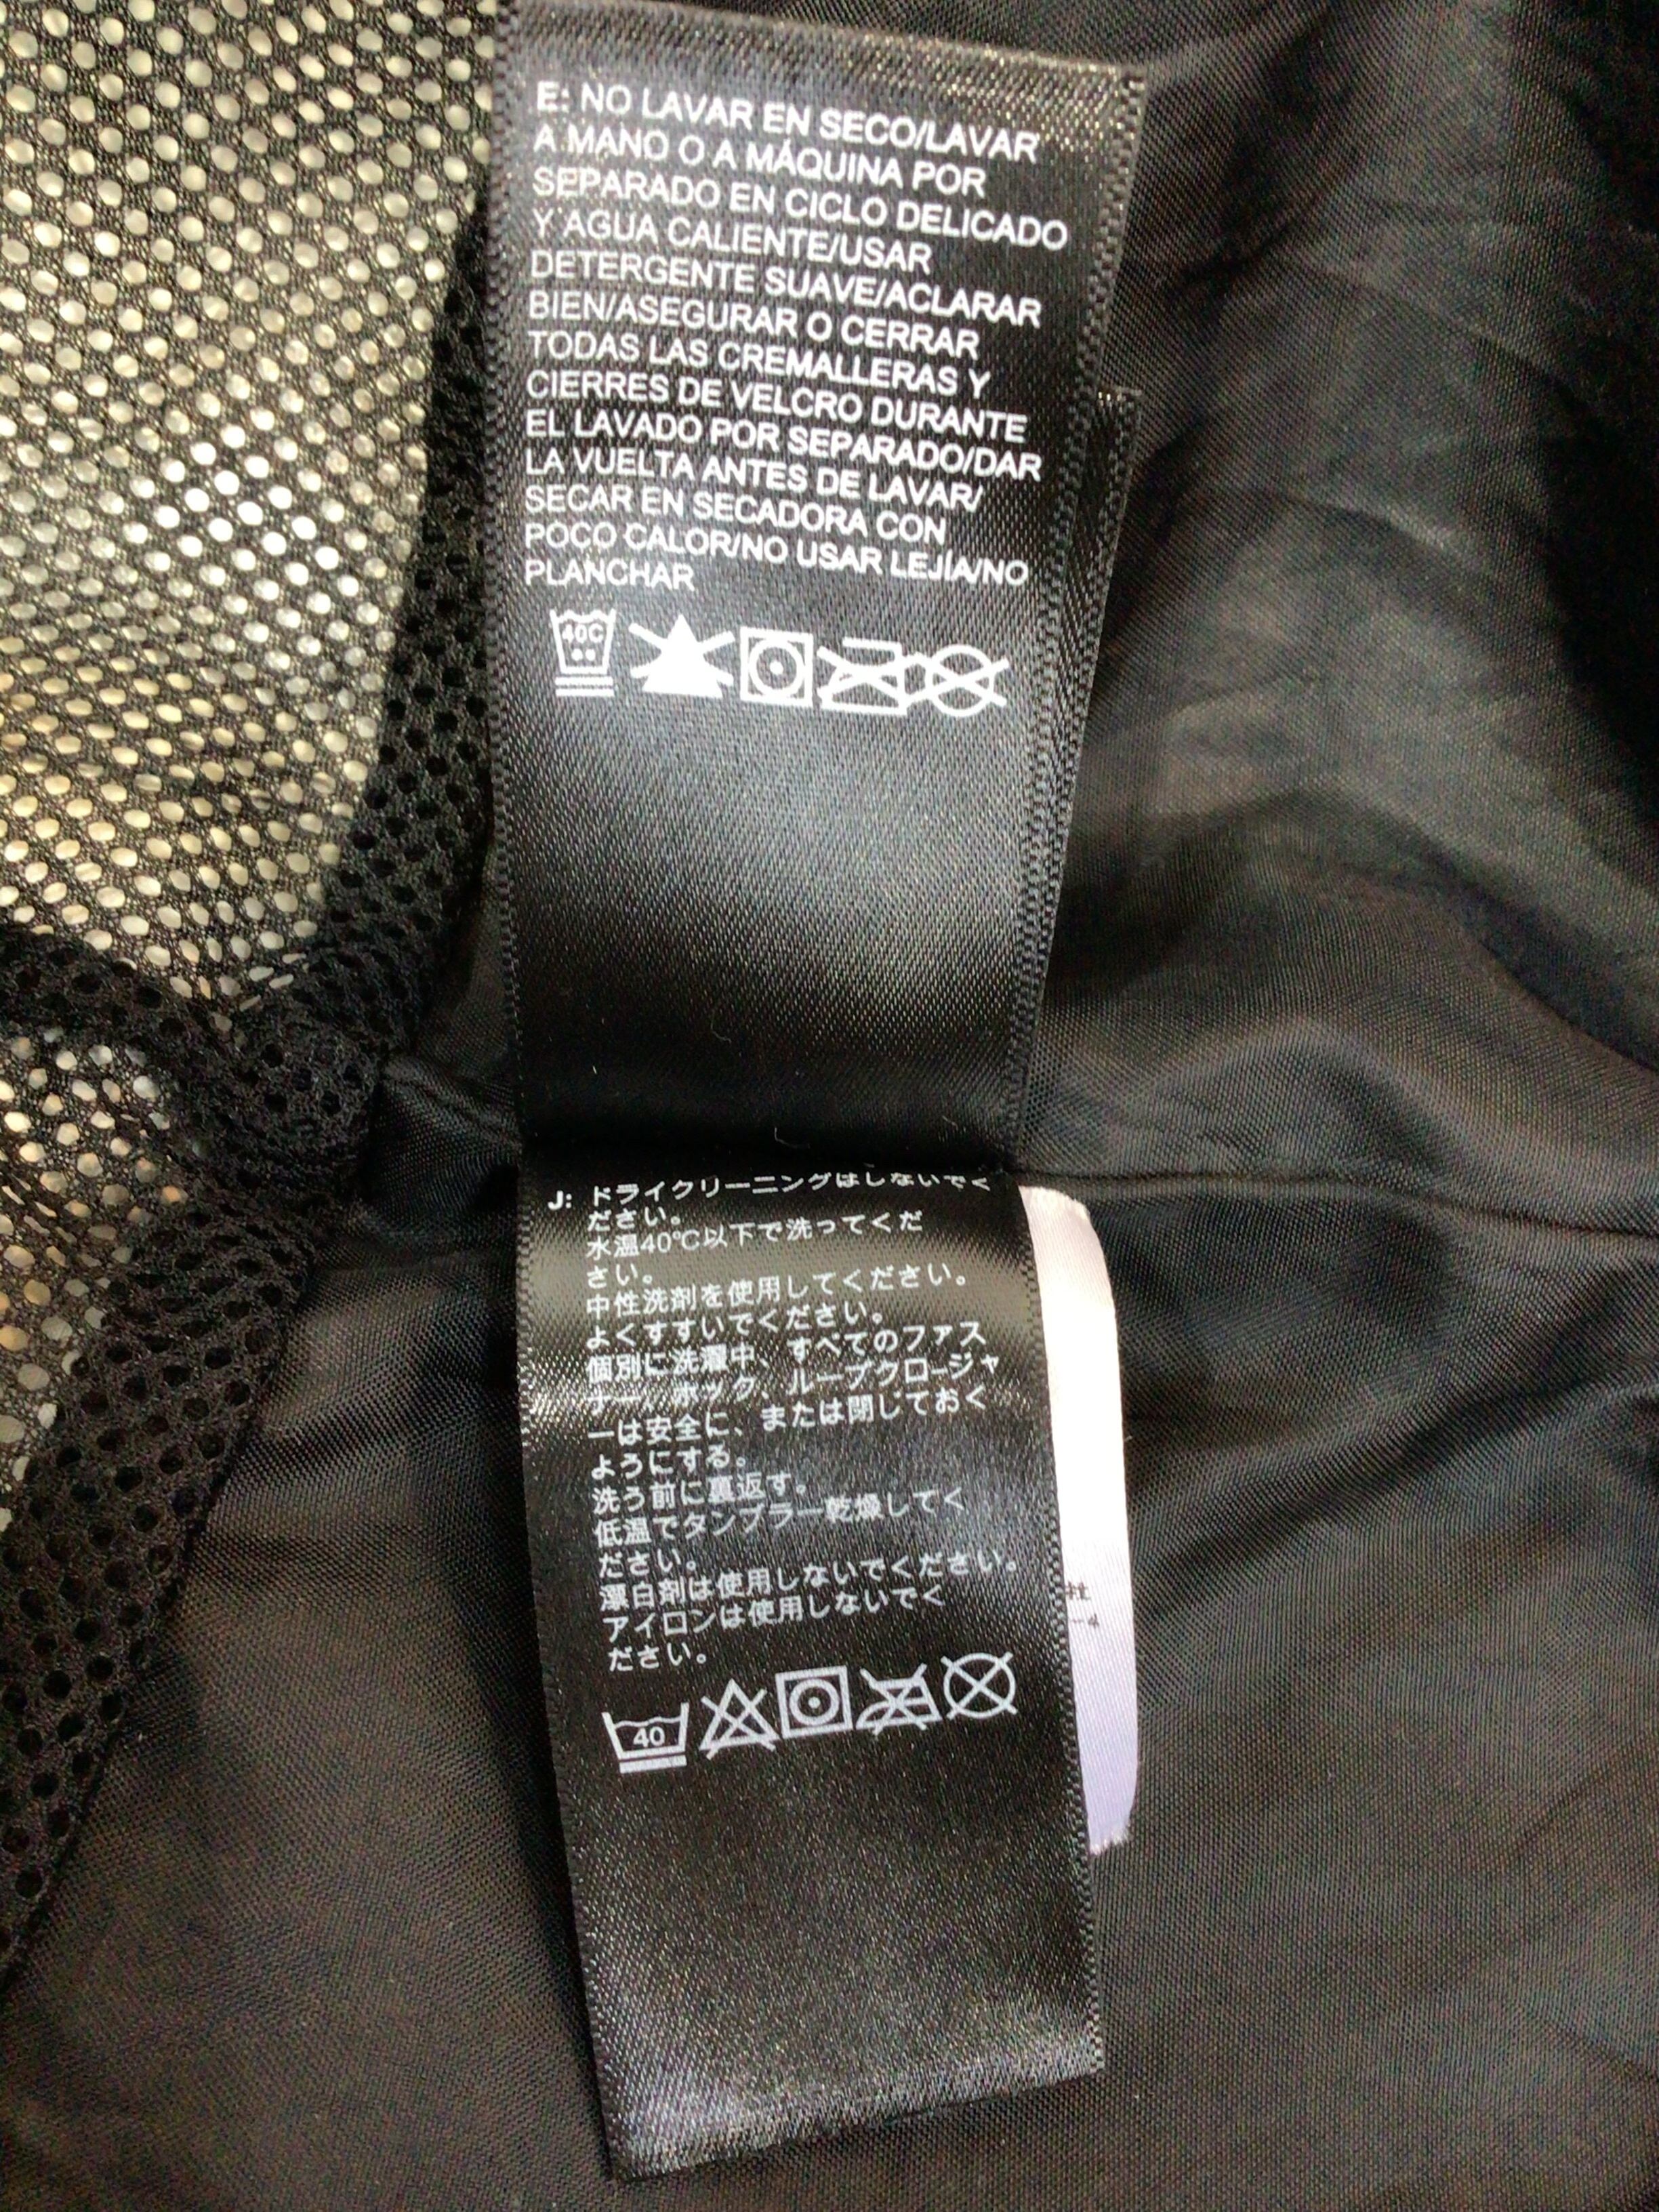 E: NO LAVAR EN SECO/LAVAR
A MANO O A MÁQUINA POR
SEPARADO EN CICLO DELICADO
Y AGUA CALIENTE/USAR
DETERGENTE SUAVE/ACLARAR
BIEN/ASEGURAR O CERRAR
TODAS LAS CREMALLERAS Y
CIERRES DE VELCRO DURANTE
EL LAVADO POR SEPARADO/DAR
LA VUELTA ANTES DE LAVAR/
SECAR EN SECADORA CON
POCO CALOR/NO USAR LEJÍA/NO
PLANCHAR
40C
J: ドライクリーニングはしないでく
ださい。
水温40℃以下で洗ってくだ
さい。
中性洗剤を使用してください。
よくすすいでください。
個別に洗濯中、すべてのファス
ナー、ホック、ループクロージャ
ーは安全に、または閉じておく
ようにする。
洗う前に裏返す。
低温でタンブラー乾燥してく
ださい。
漂白剤は使用しないでください。
アイロンは使用しないでく
ださい。
40
社
-4